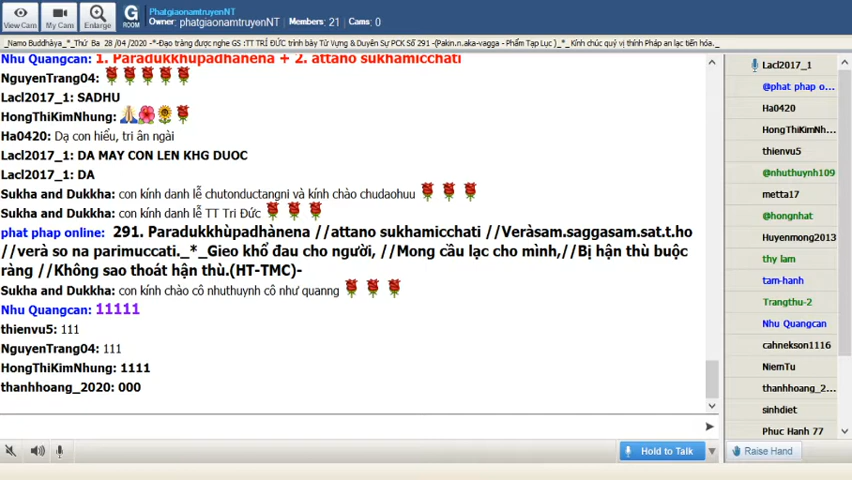 PhatgiaonamtruyenNT
Owner: phatgiaonamtruyenNT Members: 21 Cams: 0
View Cam My Cam Enlarge G ROOM
_Namo Buddhàya_*_Thứ Ba 28 /04 /2020 -*-Đạo tràng được nghe GS :TT TRÍ ĐỨC trình bày Từ Vựng & Duyên Sự PCK Số 291 -(Pakin.n.aka-vagga - Phẩm Tạp Lục )_*_ Kính chúc quý vị thính Pháp an lạc tiến hóa._
Nhu Quangcan: 1. Paradukkhùpadhànena + 2. attano sukhamicchati
NguyenTrang04:
Lacl2017_1: SADHU
HongThiKimNhung:
Ha0420: Dạ con hiểu, tri ân ngài
Lacl2017_1: DA MAY CON LEN KHG DUOC
Lacl2017_1: DA
Sukha and Dukkha: con kính danh lễ chutonductangni và kính chào chudaohuu
Sukha and Dukkha: con kính danh lễ TT Tri Đức
phat phap online: 291. Paradukkhùpadhànena //attano sukhamicchati //Veràsam.saggasam.sat.t.ho
//verà so na parimuccati._*_Gieo khổ đau cho người, //Mong cầu lạc cho mình,//Bị hận thù buộc
ràng //Không sao thoát hận thù.(HT-TMC)-
Sukha and Dukkha: con kính chào cô nhuthuynh cô như quanng
Nhu Quangcan: 11111
thienvu5: 111
NguyenTrang04: 111
HongThiKimNhung: 1111
thanhhoang_2020: 000
Lacl2017_1
@phat phap o...
Ha0420
HongThiKimNh...
thienvu5
@nhuthuynh109
metta17
@hongnhat
Huyenmong2013
thy lam
tam-hanh
Trangthu-2
Nhu Quangcan
cahnekson1116
NiemTu
thanhhoang_2...
sinhdiet
Phuc Hanh 77
Hold to Talk
Raise Hand